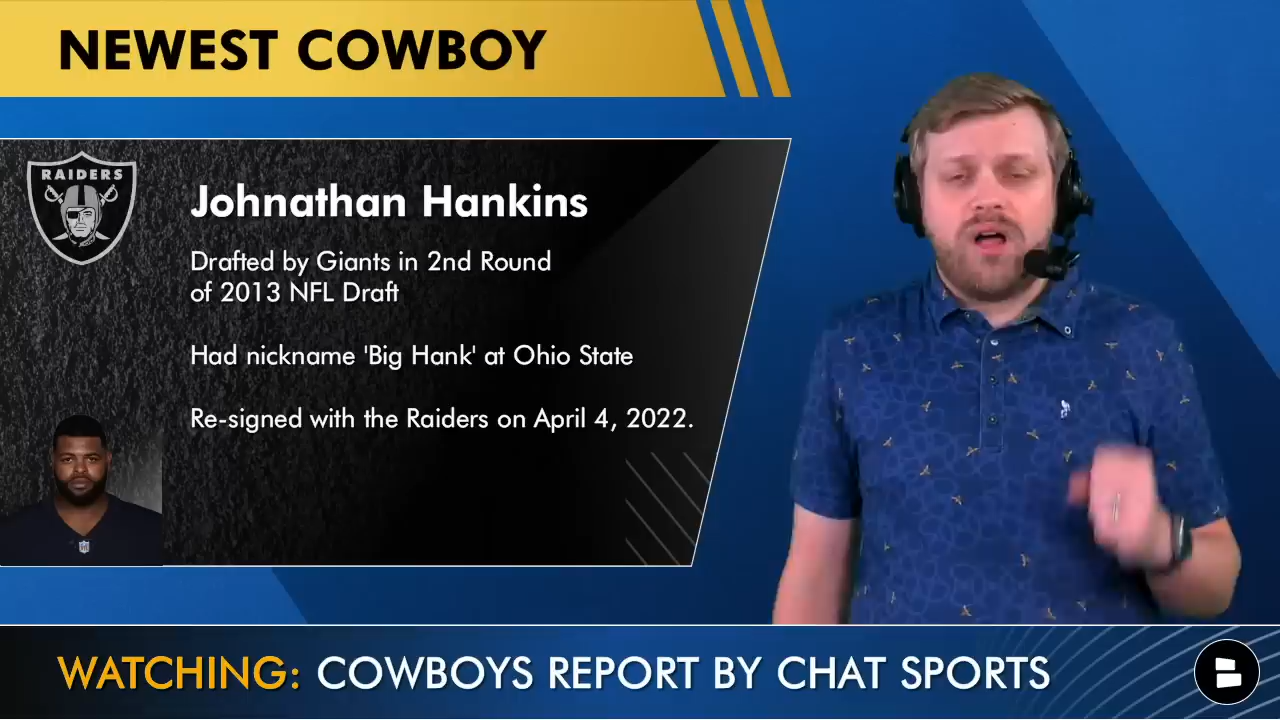 NEWEST COWBOY
RAIDERS
Johnathan Hankins
Drafted by Giants in 2nd Round
of 2013 NFL Draft
Had nickname 'Big Hank' at Ohio State
Re-signed with the Raiders on April 4, 2022.
WATCHING: COWBOYS REPORT BY CHAT SPORTS